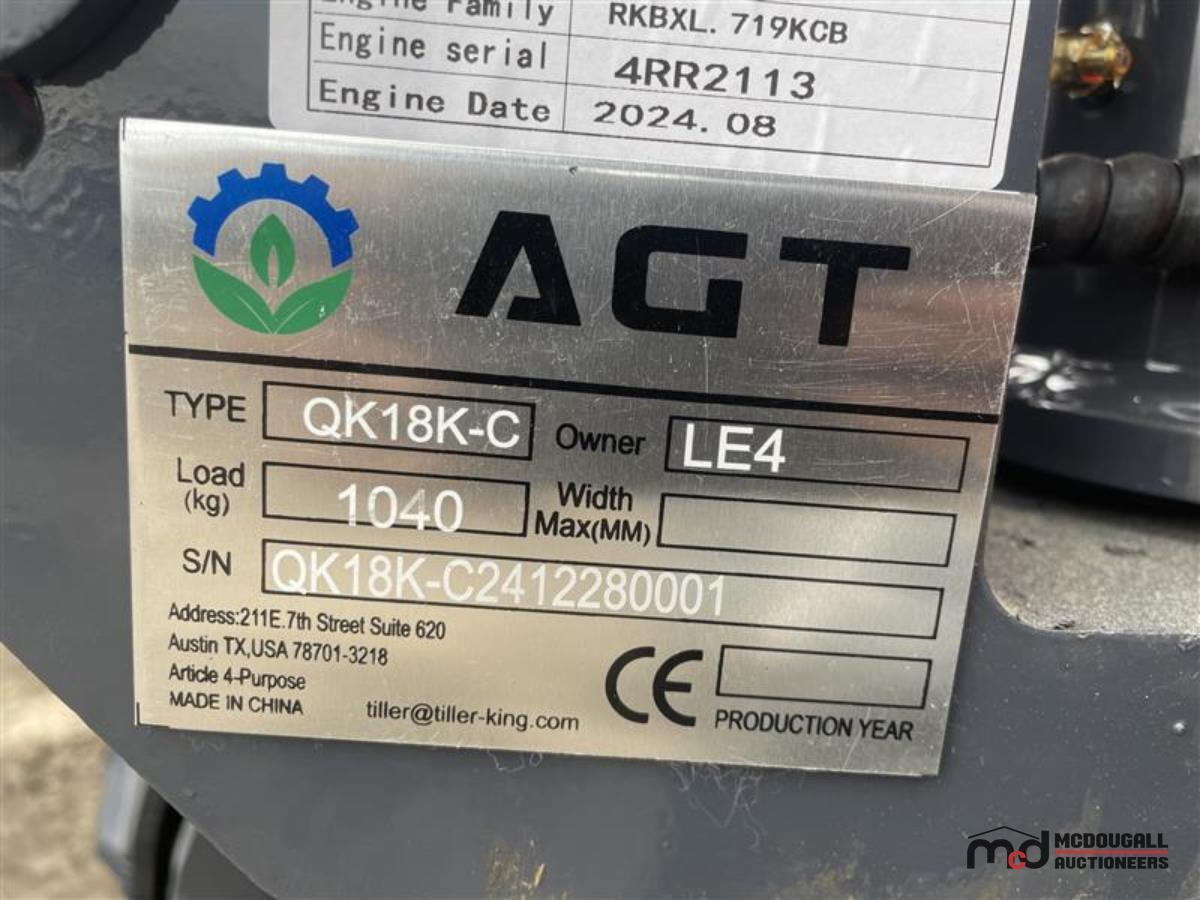 Engine Family RKBXL. 719KCB
Engine serial 4RR2113
Engine Date 2024. 08
AGT
TYPE QK18K-C Owner LE4
Load (kg) 1040 Width Max(MM)
S/N QK18K-C2412280001
Address:211E.7th Street Suite 620
Austin TX,USA 78701-3218
Article 4-Purpose
MADE IN CHINA tiller@tiller-king.com
CE PRODUCTION YEAR
mcd MCDOUGALL
AUCTIONEERS